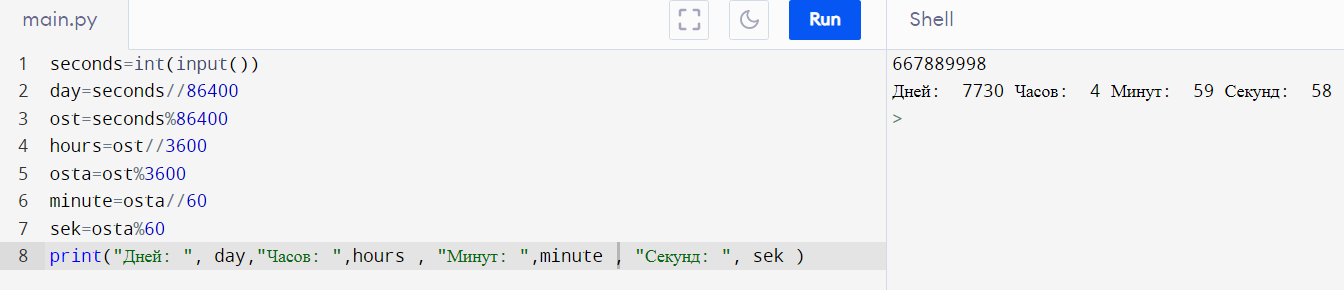 main.py Run Shell
1 seconds=int(input())
2 day=seconds//86400
3 ost=seconds%86400
4 hours=ost//3600
5 osta=ost%3600
6 minute=osta//60
7 sek=osta%60
8 print("Дней: ", day,"Часов: ",hours , "Минут: ",minute , "Секунд: ", sek )
667889998
Дней:  7730 Часов:  4 Минут:  59 Секунд:  58
>